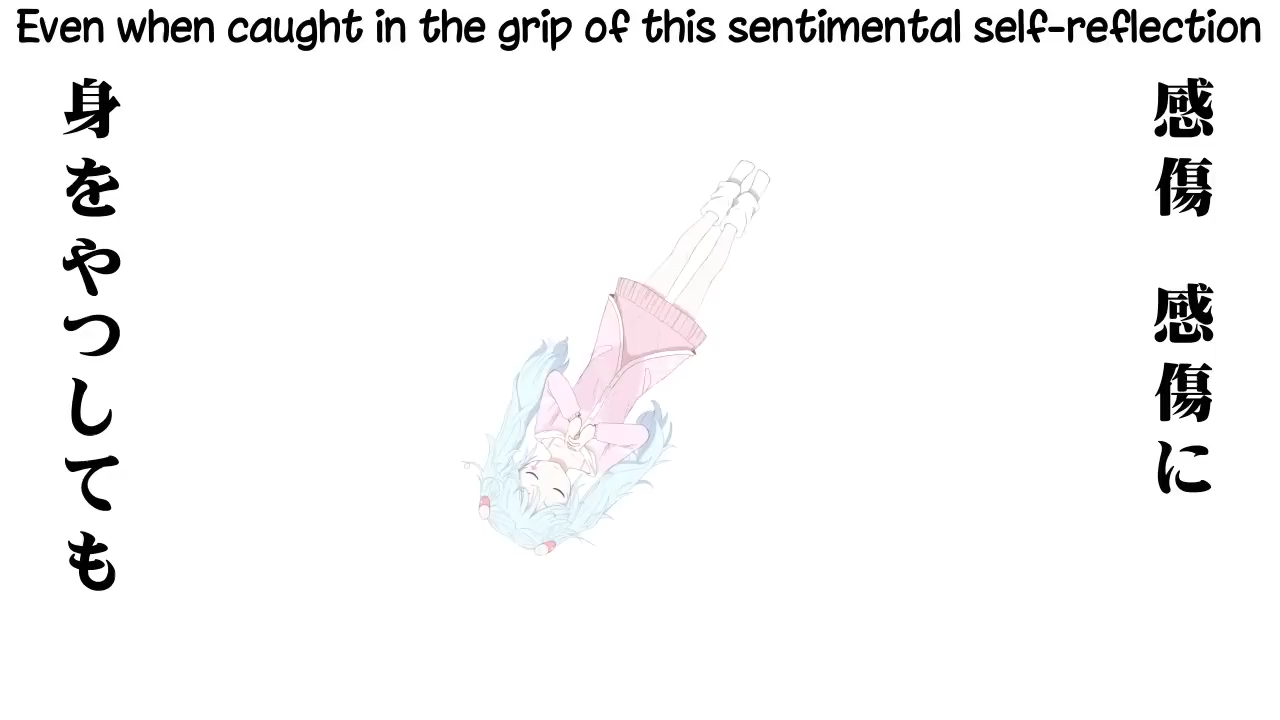 Even when caught in the grip of this sentimental self-reflection
感傷 感傷に
身をやつしても